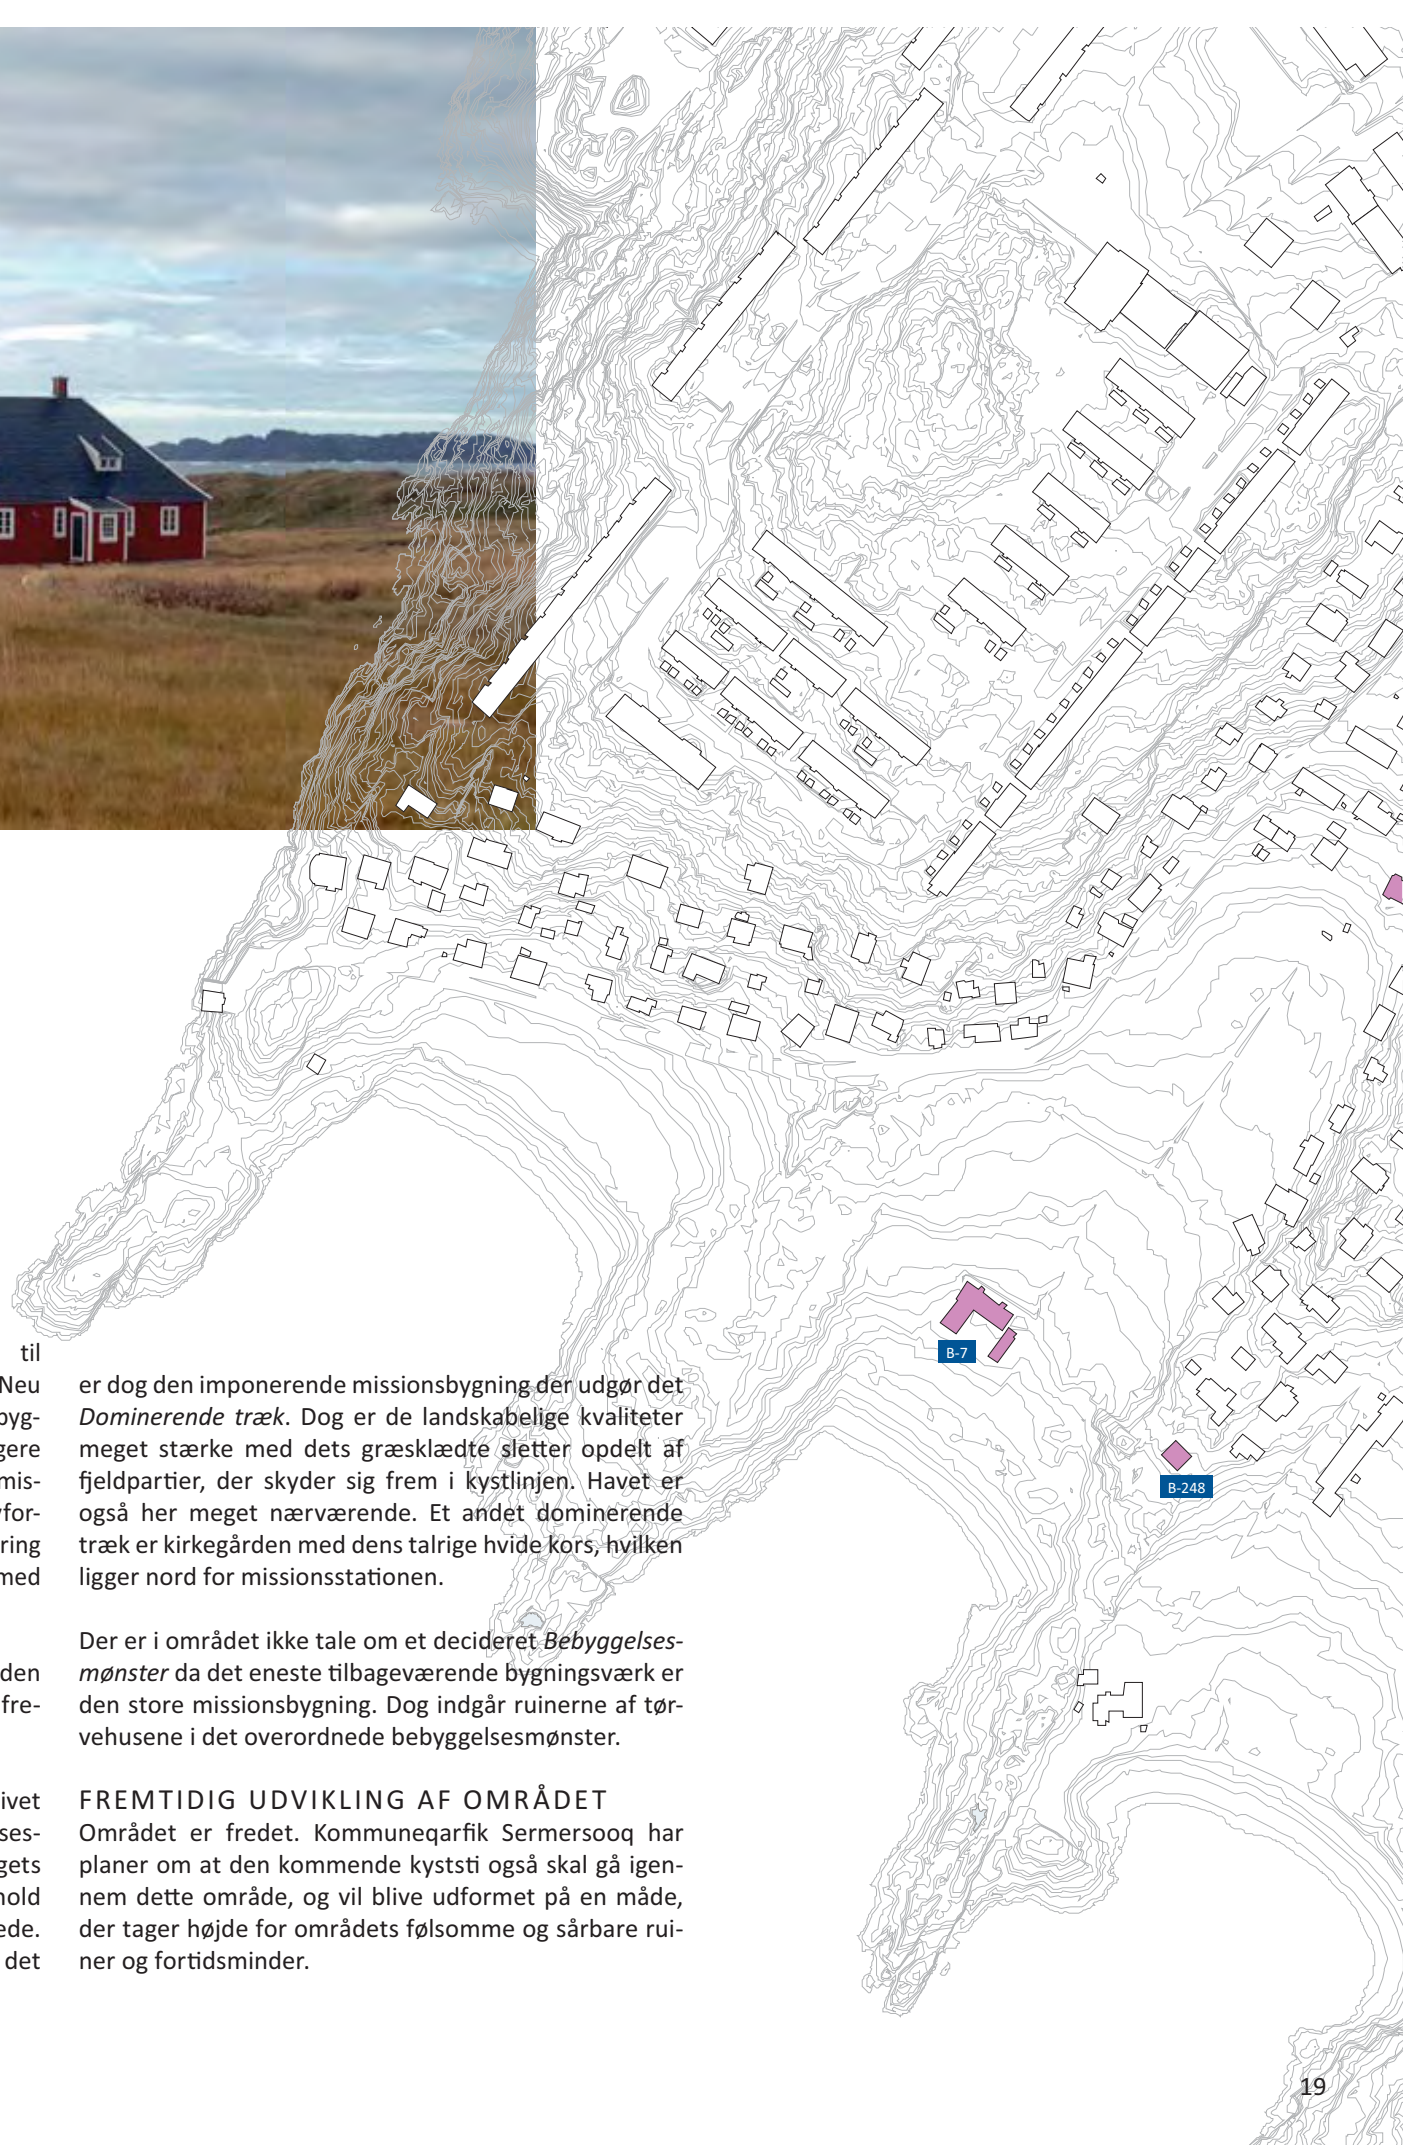 til
Neu
byg-
gere
mis-
for-
ring
med
den
fre-
ivet
ses-
gets
hold
ede.
det
er dog den imponerende missionsbygning der udgør det
Dominerende træk. Dog er de landskabelige kvaliteter
meget stærke med dets græsklædte sletter opdelt af
fjeldpartier, der skyder sig frem i kystlinjen. Havet er
også her meget nærværende. Et andet dominerende
træk er kirkegården med dens talrige hvide kors, hvilken
ligger nord for missionsstationen.
Der er i området ikke tale om et decideret Bebyggelses-
mønster da det eneste tilbageværende bygningsværk er
den store missionsbygning. Dog indgår ruinerne af tør-
vehusene i det overordnede bebyggelsesmønster.
FREMTIDIG UDVIKLING AF OMRÅDET
Området er fredet. Kommuneqarfik Sermersooq har
planer om at den kommende kyststi også skal gå igen-
nem dette område, og vil blive udformet på en måde,
der tager højde for områdets følsomme og sårbare rui-
ner og fortidsminder.
B-7
B-248
19